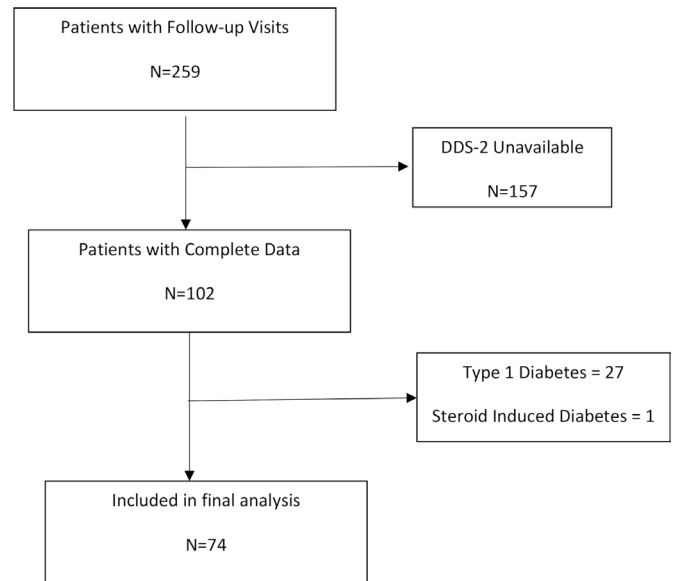 Patients with Follow-up Visits
N=259
DDS-2 Unavailable
N=157
Patients with Complete Data
N=102
Type 1 Diabetes = 27
Steroid Induced Diabetes = 1
Included in final analysis
N=74